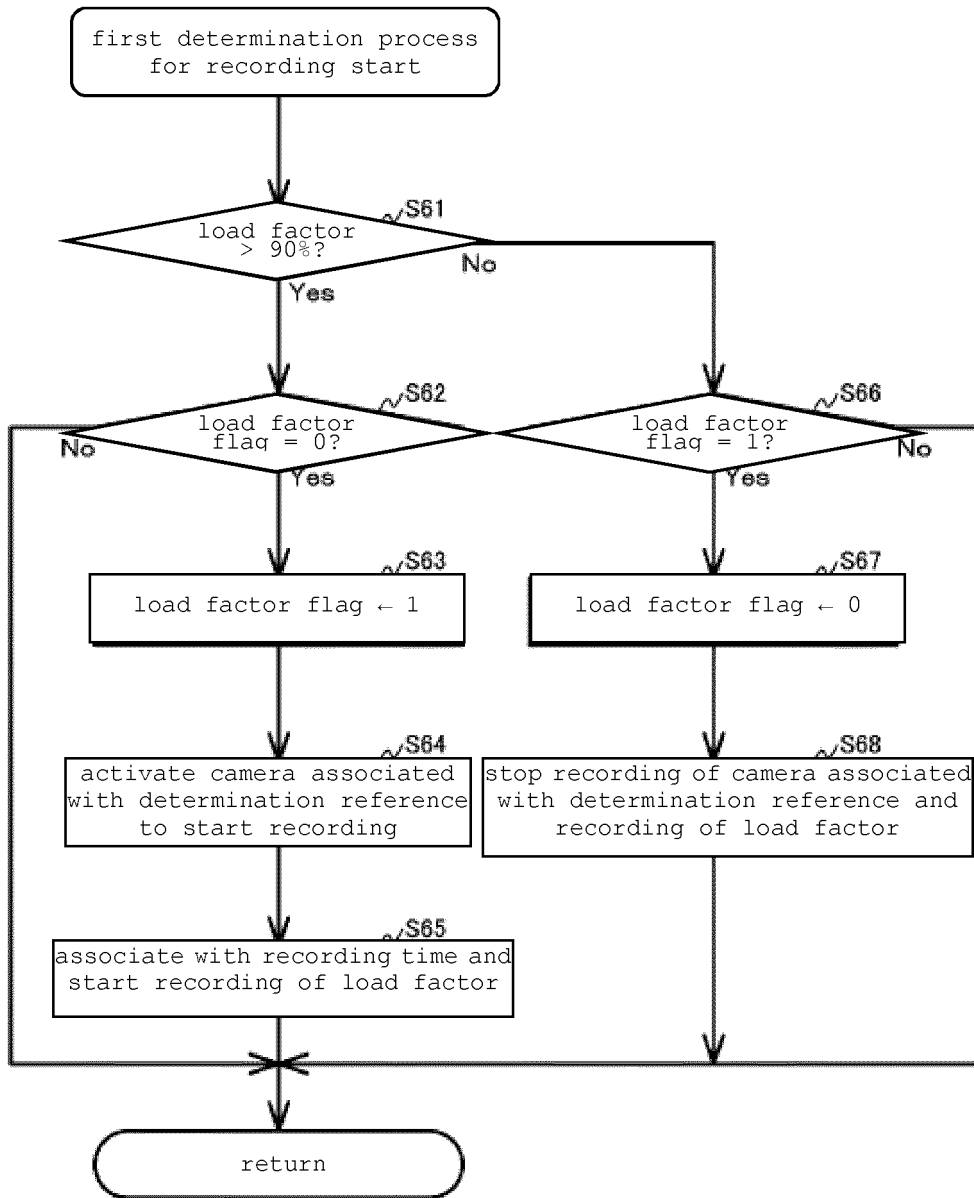 first determination process
for recording start
S61
load factor
> 90%?
No
Yes
S62
load factor
flag = 0?
No
Yes
S66
load factor
flag = 1?
No
Yes
S63
load factor flag ← 1
S67
load factor flag ← 0
S64
activate camera associated
with determination reference
to start recording
S68
stop recording of camera associated
with determination reference and
recording of load factor
S65
associate with recording time and
start recording of load factor
return